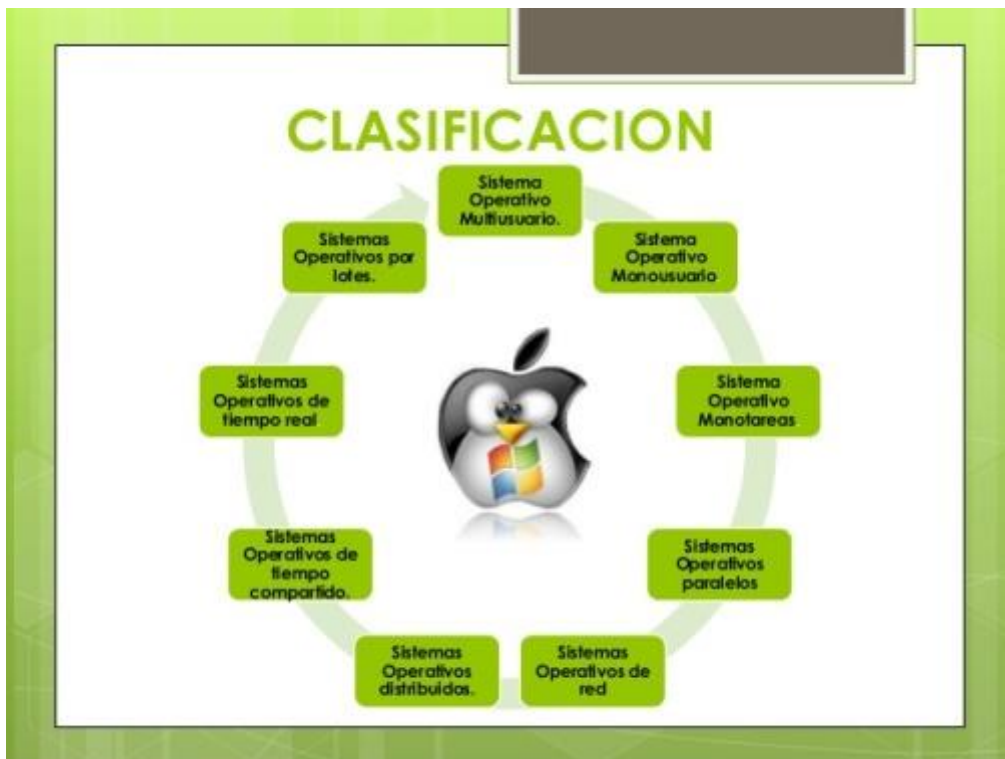 CLASIFICACION
Sistema
Operativo
Multiusuario.
Sistema
Operativo
Monousuario
Sistema
Operativo
Monotareas
Sistemas
Operativos
paralelos
Sistemas
Operativos de
red
Sistemas
Operativos
distribuidos.
Sistemas
Operativos de
tiempo
compartido.
Sistemas
Operativos de
tiempo real
Sistemas
Operativos por
lotes.